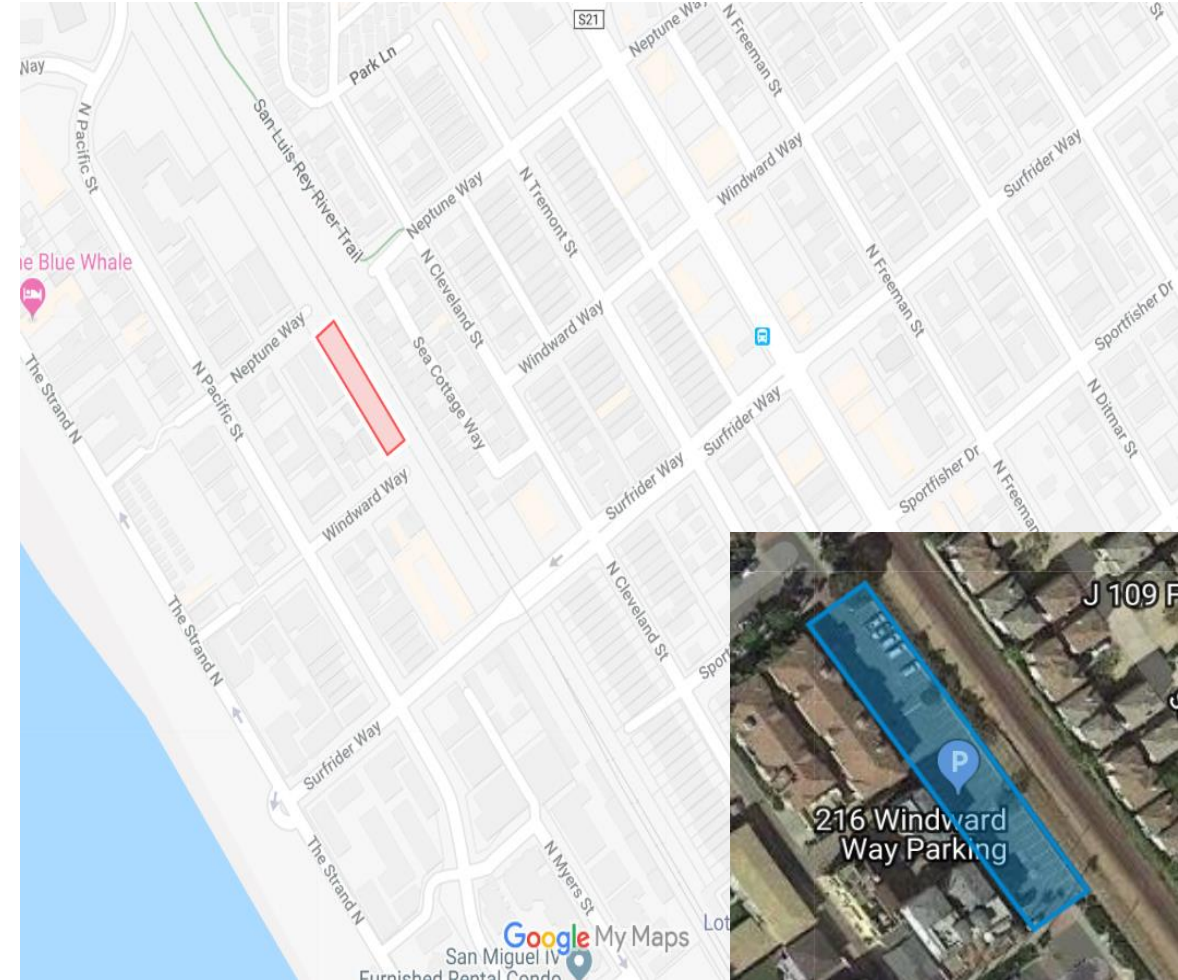 S21
Neptune Way
N Freeman St
St
Way
Park Ln
N Pacific St
San Luis Rey River Trail
Windward Way
Surfrider Way
Neptune Way
N Tremont St
e Blue Whale
N Cleveland St
N Freeman St
Sportfisher Dr
Neptune Way
Windward Way
Sea Cottage Way
The Strand N
N Pacific St
N Ditmar St
Surfrider Way
Surfrider Way
Sportfisher Dr
N Freeman
Windward Way
The Strand N
N Cleveland St
Spor
Surfrider Way
The Strand N
N Myers St
Lot
Google My Maps
San Miguel IV
Furnished Rental Condo
J 109 F
P
216 Windward
Way Parking